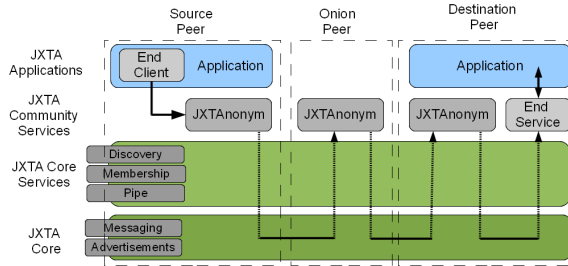 Source
Peer
Onion
Peer
Destination
Peer
JXTA
Applications
End
Client
Application
Application
JXTA
Community
Services
JXTAnonym
JXTAnonym
JXTAnonym
End
Service
JXTA Core
Services
Discovery
Membership
Pipe
JXTA
Core
Messaging
Advertisements